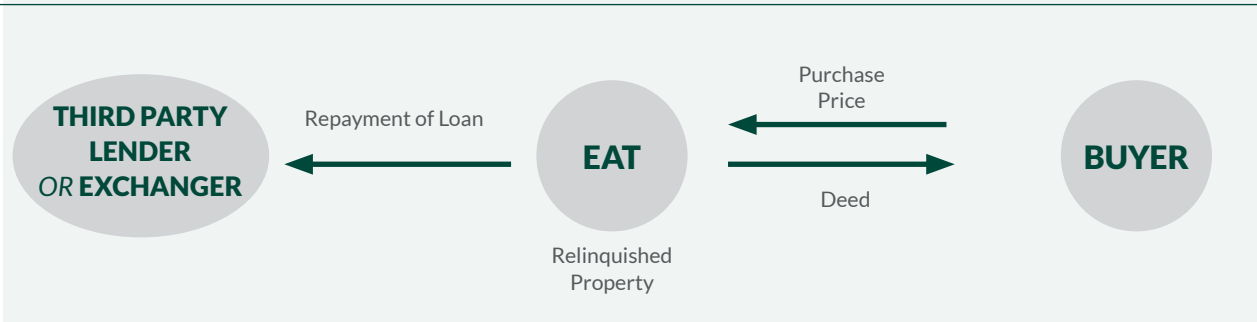 THIRD PARTY
LENDER
OR EXCHANGER
Repayment of Loan
EAT
Relinquished
Property
Purchase
Price
Deed
BUYER